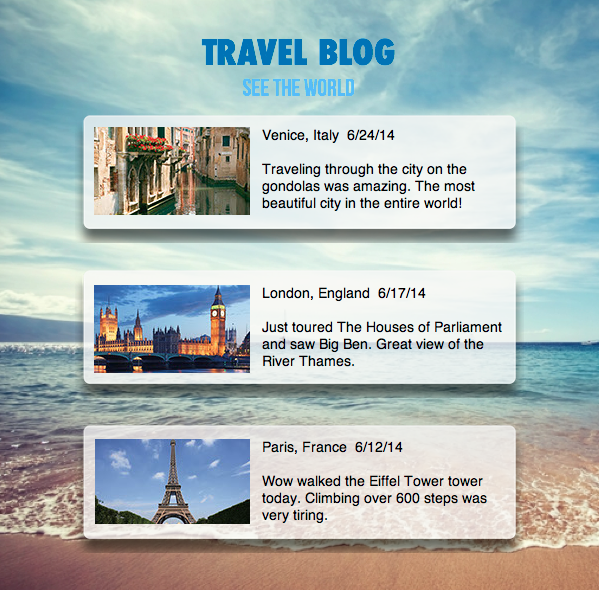 TRAVEL BLOG
SEE THE WORLD
Venice, Italy  6/24/14
Traveling through the city on the
gondolas was amazing. The most
beautiful city in the entire world!
London, England  6/17/14
Just toured The Houses of Parliament
and saw Big Ben. Great view of the
River Thames.
Paris, France  6/12/14
Wow walked the Eiffel Tower tower
today. Climbing over 600 steps was
very tiring.